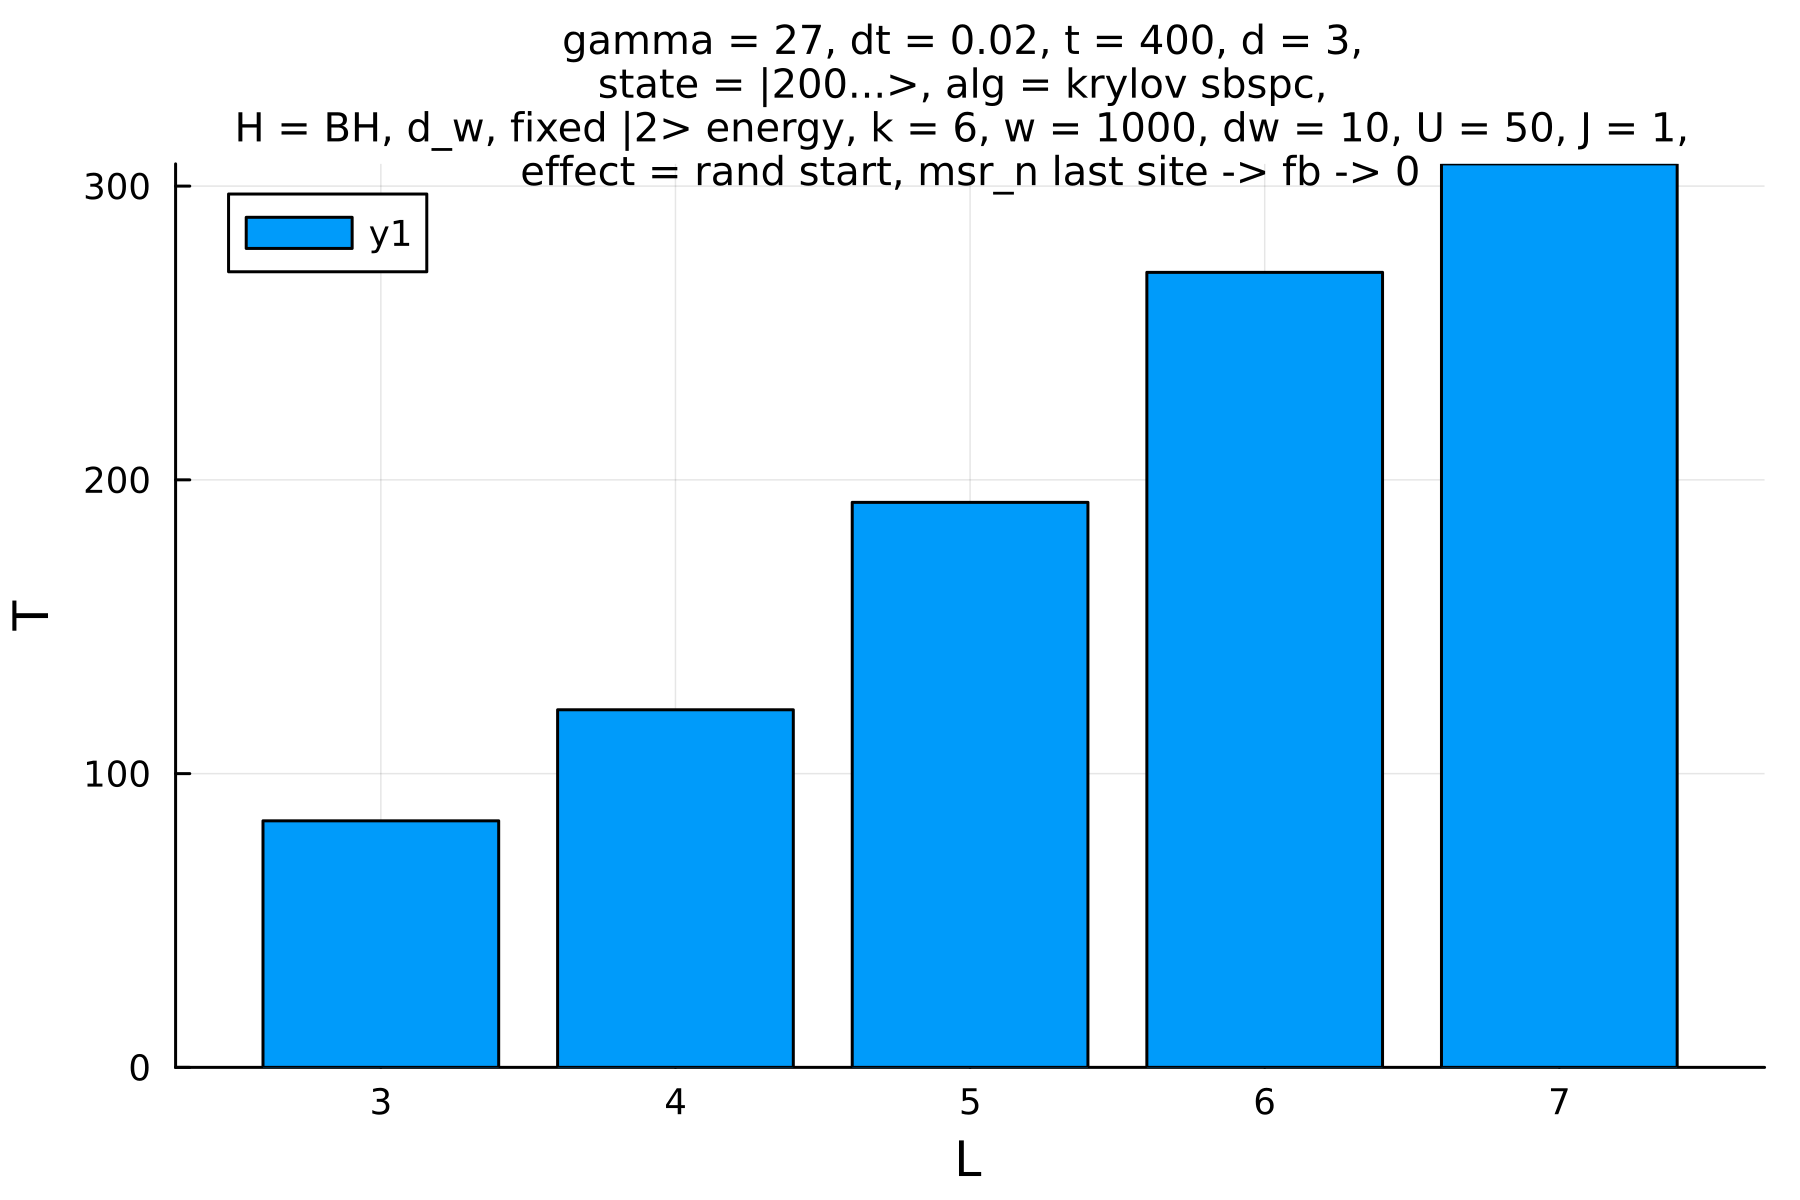 gamma = 27, dt = 0.02, t = 400, d = 3,
state = |200...>, alg = krylov sbspc,
H = BH, d_w, fixed |2> energy, k = 6, w = 1000, dw = 10, U = 50, J = 1,
effect = rand start, msr_n last site -> fb -> 0
y1
300
200
100
0
T
3 4 5 6 7
L